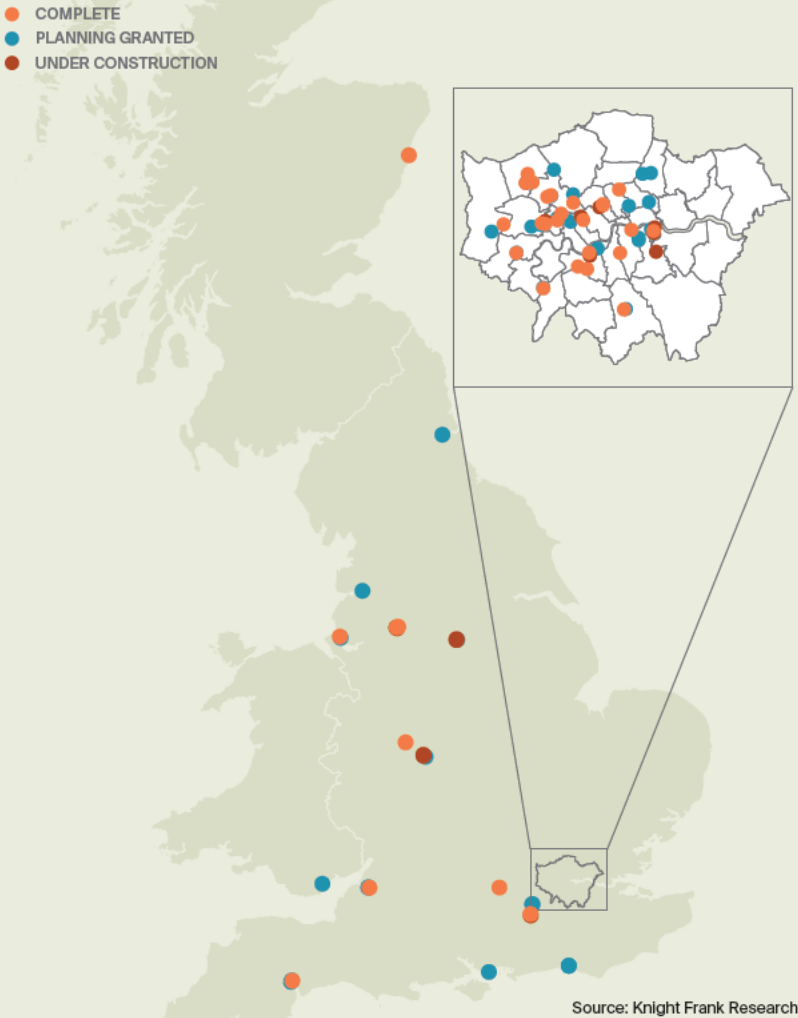 COMPLETE
PLANNING GRANTED
UNDER CONSTRUCTION
Source: Knight Frank Research